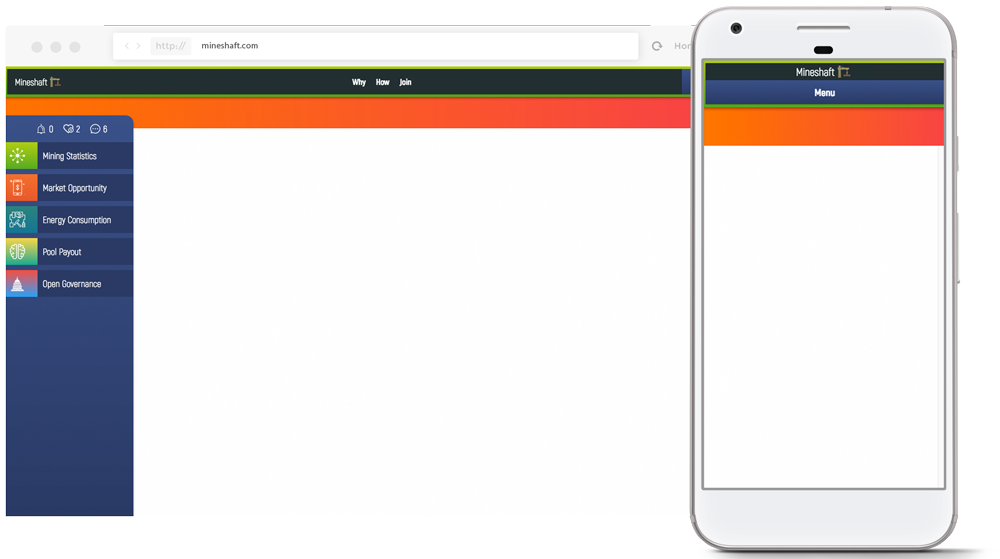 http:// mineshaft.com Hom
Mineshaft Why How Join
0 2 6
Mining Statistics
Market Opportunity
Energy Consumption
Pool Payout
Open Governance
Mineshaft
Menu